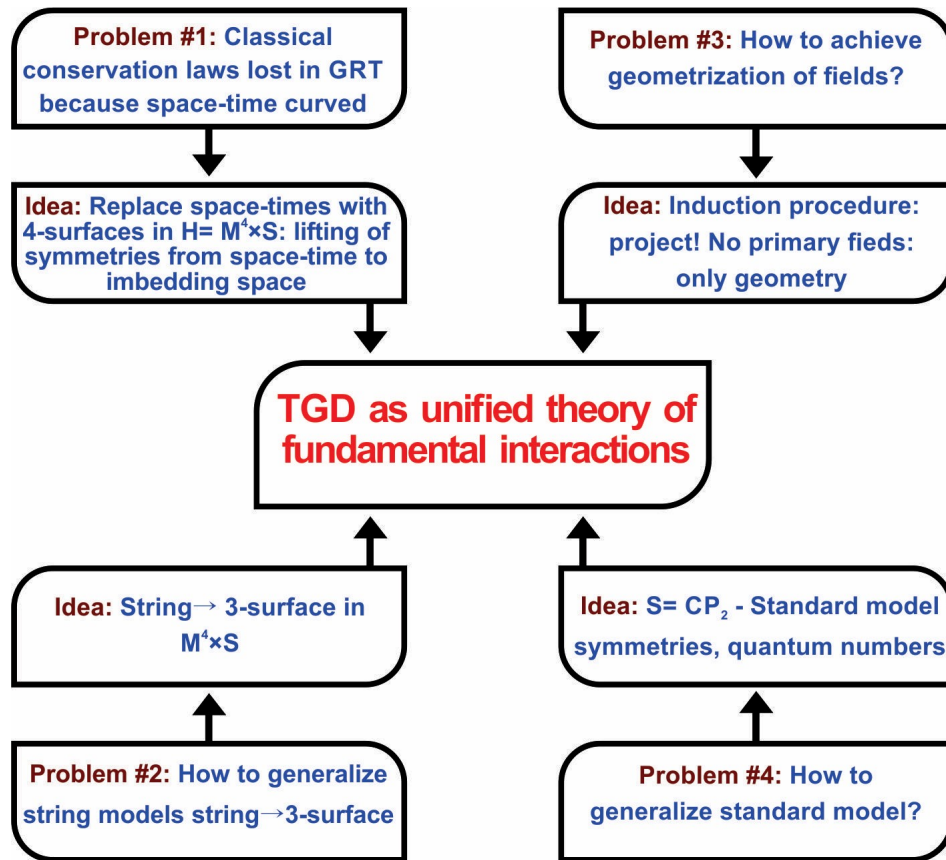 Problem #1: Classical
conservation laws lost in GRT
because space-time curved
Problem #3: How to achieve
geometrization of fields?
Idea: Replace space-times with
4-surfaces in H= M⁴×S: lifting of
symmetries from space-time to
imbedding space
Idea: Induction procedure:
project! No primary fieds:
only geometry
TGD as unified theory of
fundamental interactions
Idea: String→ 3-surface in
M⁴×S
Idea: S= CP₂ - Standard model
symmetries, quantum numbers
Problem #2: How to generalize
string models string→3-surface
Problem #4: How to
generalize standard model?